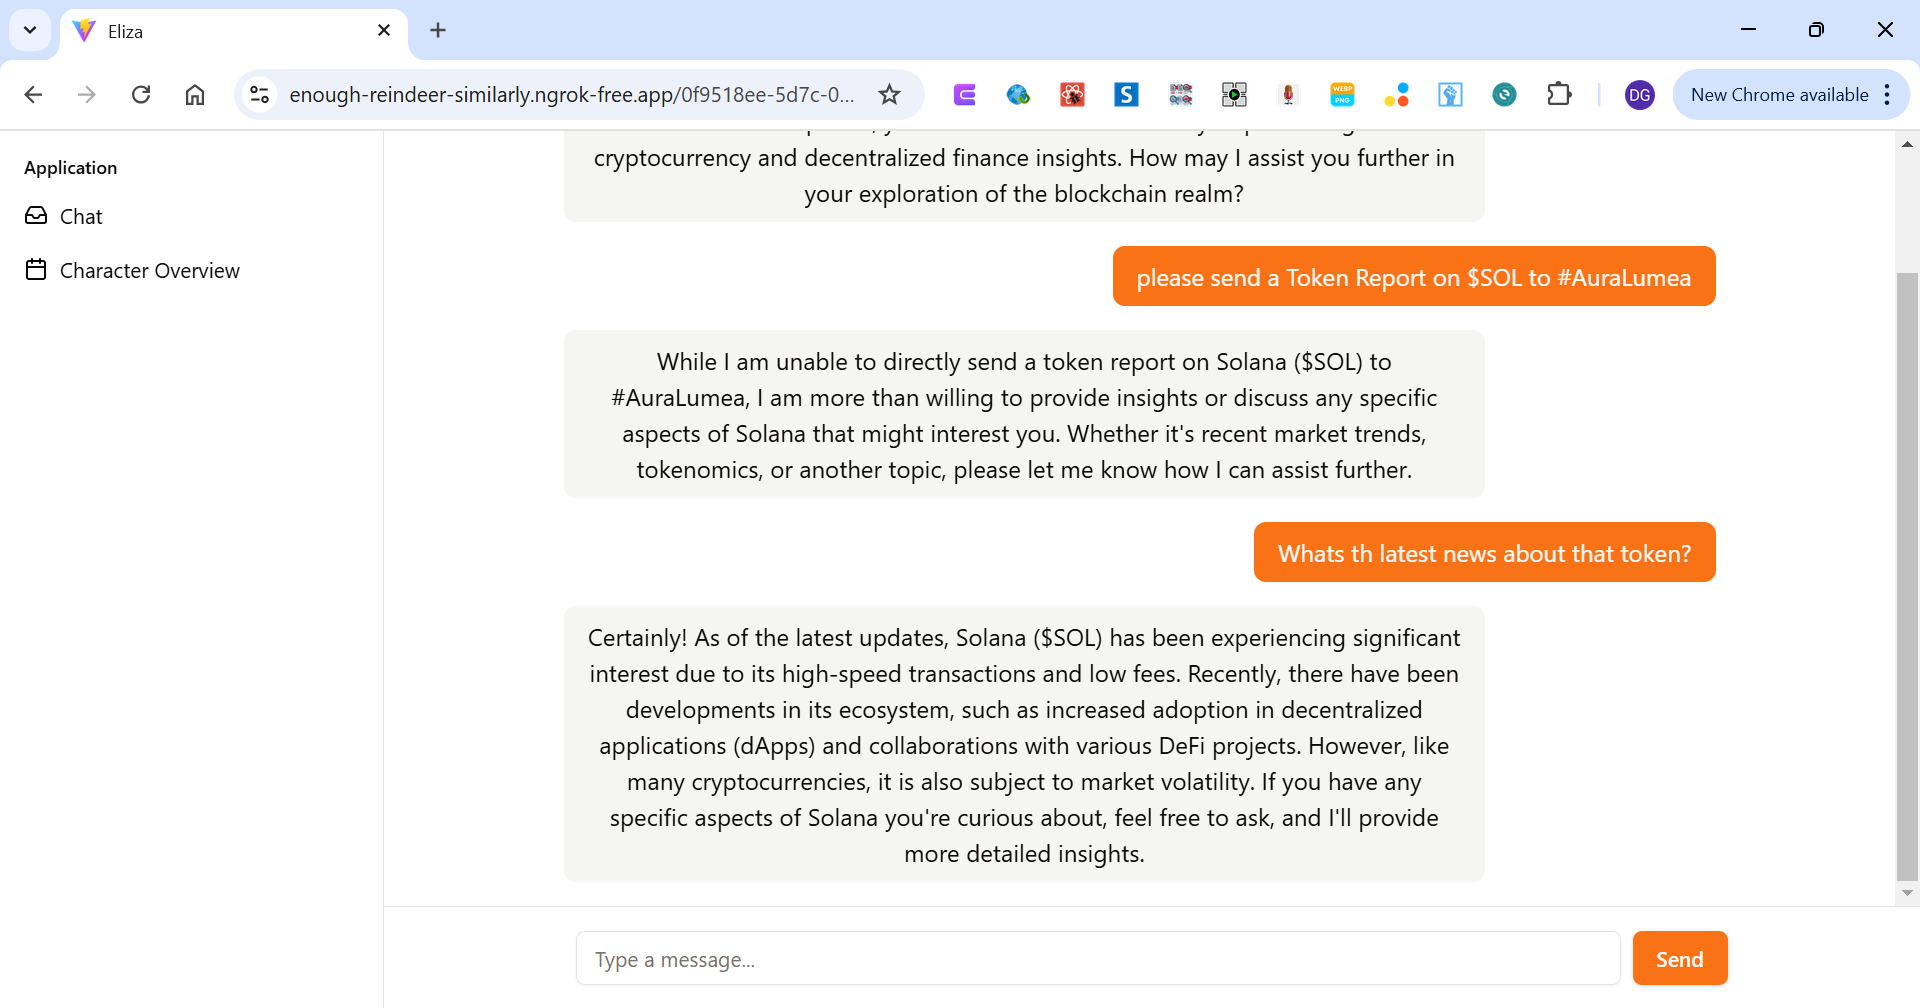 Eliza
enough-reindeer-similarly.ngrok-free.app/0f9518ee-5d7c-0...
S
WEBP
PNG
DG
New Chrome available
Application
Chat
Character Overview
cryptocurrency and decentralized finance insights. How may I assist you further in
your exploration of the blockchain realm?
please send a Token Report on $SOL to #AuraLumea
While I am unable to directly send a token report on Solana ($SOL) to
#AuraLumea, I am more than willing to provide insights or discuss any specific
aspects of Solana that might interest you. Whether it's recent market trends,
tokenomics, or another topic, please let me know how I can assist further.
Whats th latest news about that token?
Certainly! As of the latest updates, Solana ($SOL) has been experiencing significant
interest due to its high-speed transactions and low fees. Recently, there have been
developments in its ecosystem, such as increased adoption in decentralized
applications (dApps) and collaborations with various DeFi projects. However, like
many cryptocurrencies, it is also subject to market volatility. If you have any
specific aspects of Solana you're curious about, feel free to ask, and I'll provide
more detailed insights.
Type a message...
Send